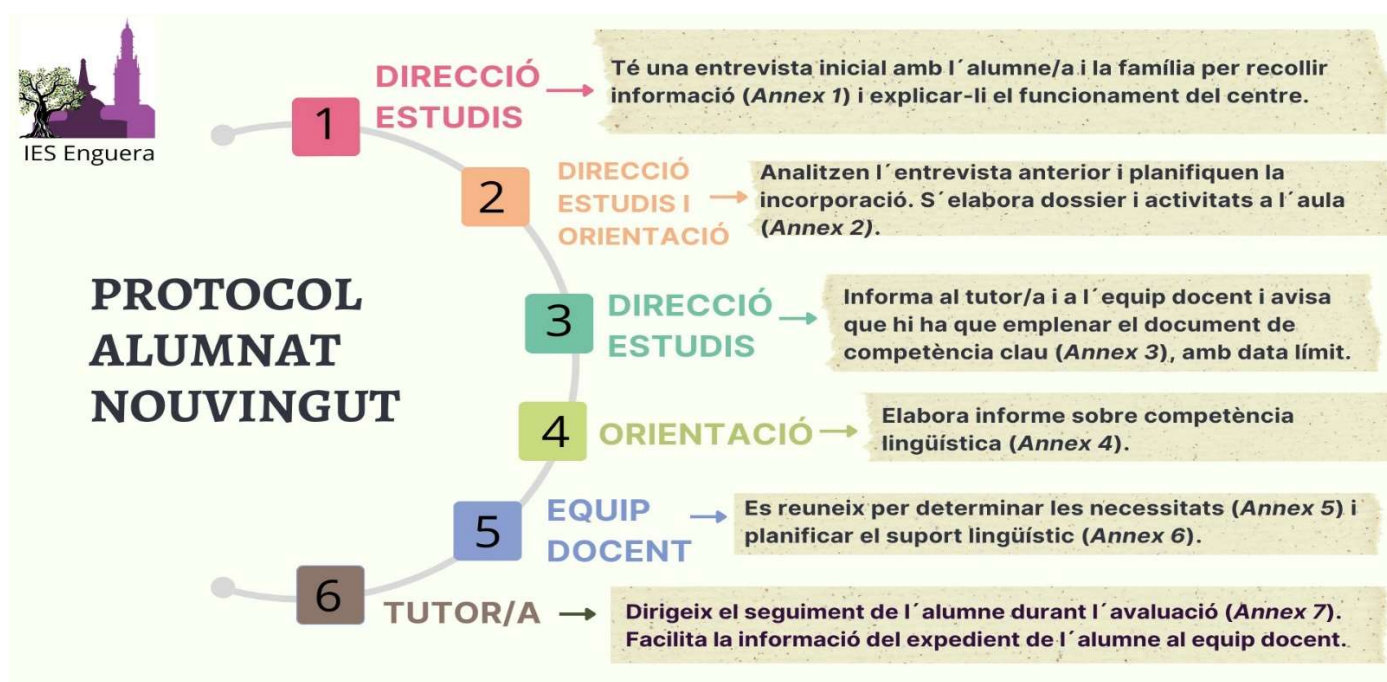 IES Enguera
PROTOCOL
ALUMNAT
NOUVINGUT
1
DIRECCIÓ
ESTUDIS
Té una entrevista inicial amb l´alumne/a i la família per recollir
informació (Annex 1) i explicar-li el funcionament del centre.
2
DIRECCIÓ
ESTUDIS I
ORIENTACIÓ
Analitzen l´entrevista anterior i planifiquen la
incorporació. S´elabora dossier i activitats a l´aula
(Annex 2).
3
DIRECCIÓ
ESTUDIS
Informa al tutor/a i a l´equip docent i avisa
que hi ha que emplenar el document de
competència clau (Annex 3), amb data límit.
4
ORIENTACIÓ
Elabora informe sobre competència
lingüística (Annex 4).
5
EQUIP
DOCENT
Es reuneix per determinar les necessitats (Annex 5) i
planificar el suport lingüístic (Annex 6).
6
TUTOR/A
Dirigeix el seguiment de l´alumne durant l´avalució (Annex 7).
Facilita la informació del expedient de l´alumne al equip docent.